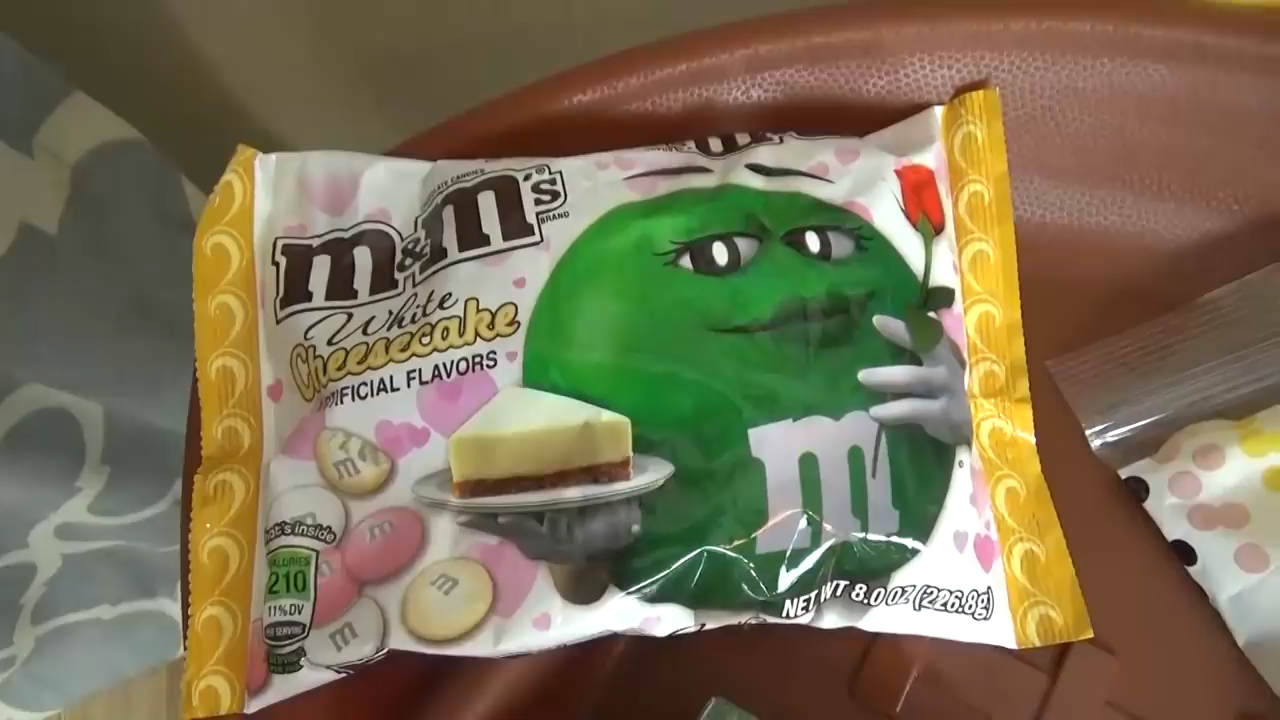 m&m's®
CHOCOLATE CANDIES
BRAND
White
Cheesecake
ARTIFICIAL FLAVORS
m
m
m
m
m
m
what's inside
CALORIES
210
11% DV
PER SERVING
NET WT 8.0 OZ (226.8g)